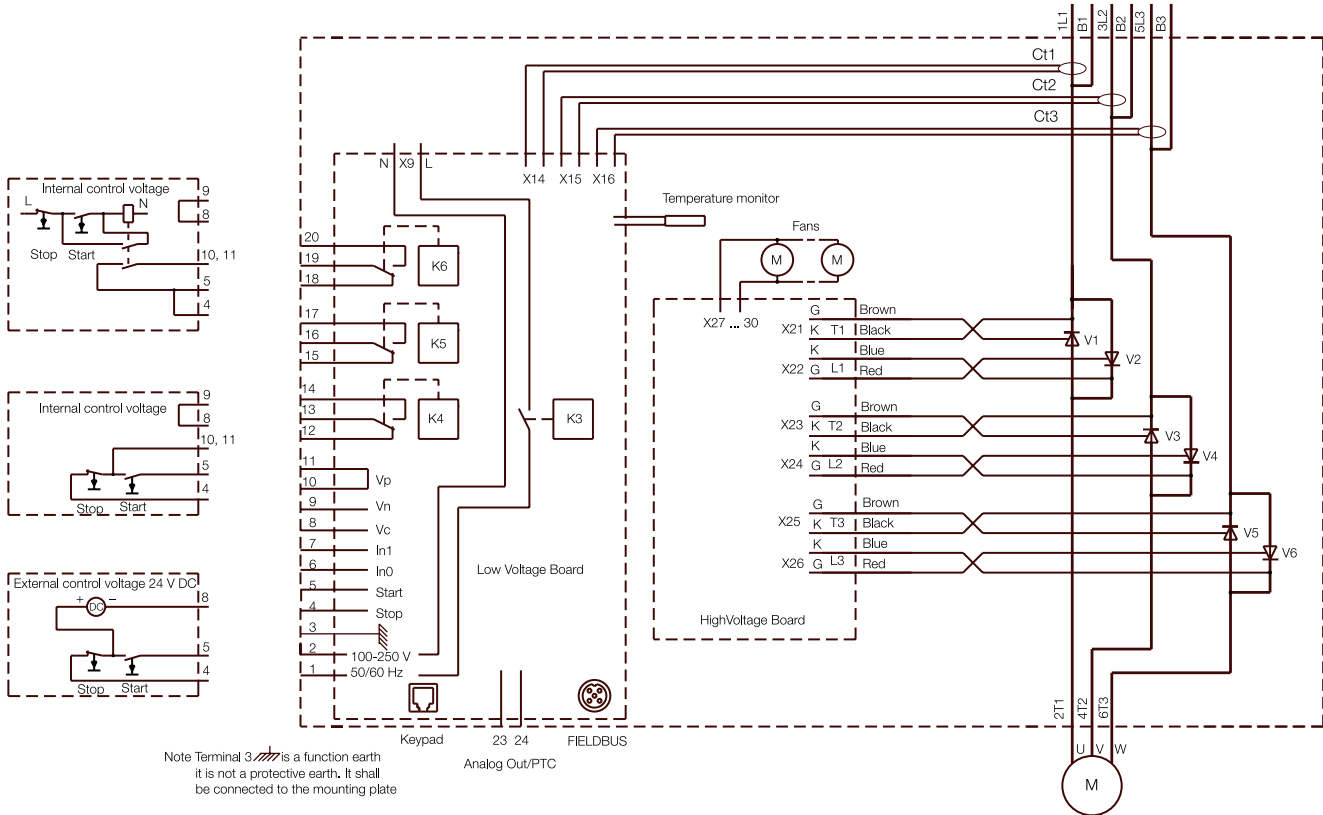 1L1
B1
3L2
B2
5L3
B3
Ct1
Ct2
Ct3
N X9 L
X14 X15 X16
Temperature monitor
Fans
M M
X27 ... 30
Internal control voltage
L N
Stop Start
9
8
10, 11
5
4
Internal control voltage
Stop Start
9
8
10, 11
5
4
External control voltage 24 V DC
+ DC -
Stop Start
8
5
4
20
19
18
K6
17
16
15
K5
14
13
12
K4
K3
11
10 Vp
9 Vn
8 Vc
7 In1
6 In0
5 Start
4 Stop
3
2 100-250 V
1 50/60 Hz
Low Voltage Board
Keypad
23 24
Analog Out/PTC
FIELDBUS
G Brown
X21 K T1 Black
K Blue
X22 G L1 Red
G Brown
X23 K T2 Black
K Blue
X24 G L2 Red
G Brown
X25 K T3 Black
K Blue
X26 G L3 Red
HighVoltage Board
V1
V2
V3
V4
V5
V6
2T1
4T2
6T3
U V W
M
Note Terminal 3 is a function earth
it is not a protective earth. It shall
be connected to the mounting plate